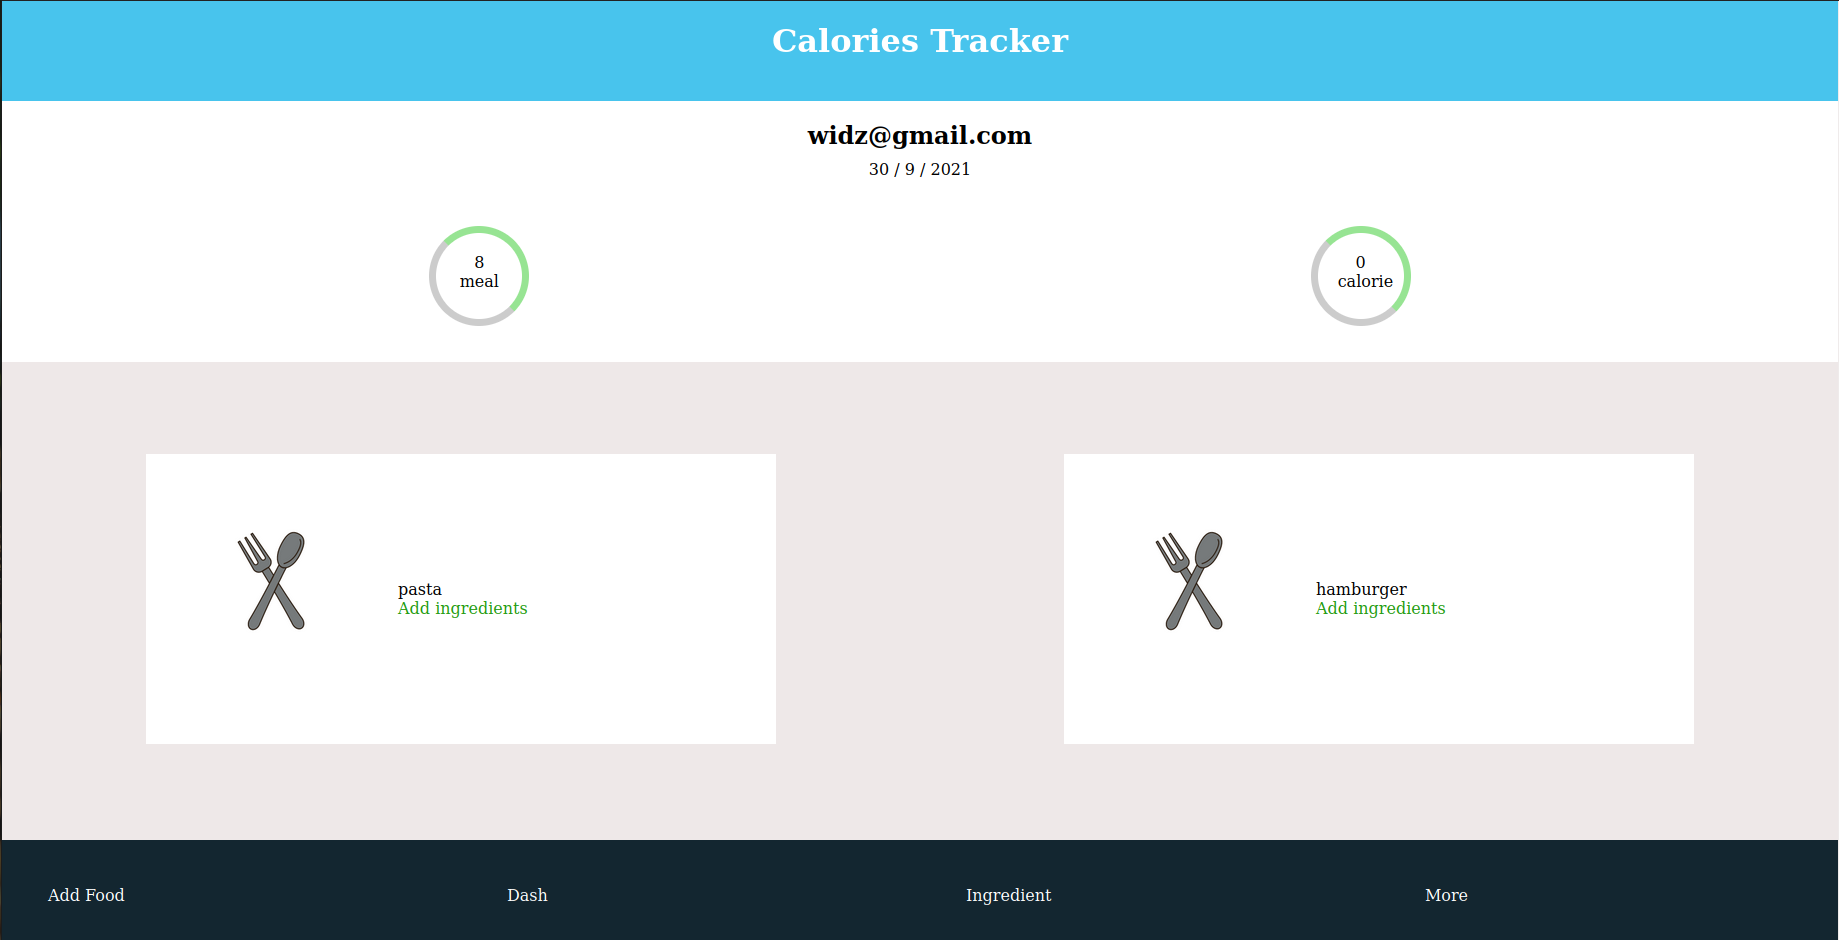 Calories Tracker
widz@gmail.com
30 / 9 / 2021
8
meal
0
calorie
pasta
Add ingredients
hamburger
Add ingredients
Add Food
Dash
Ingredient
More